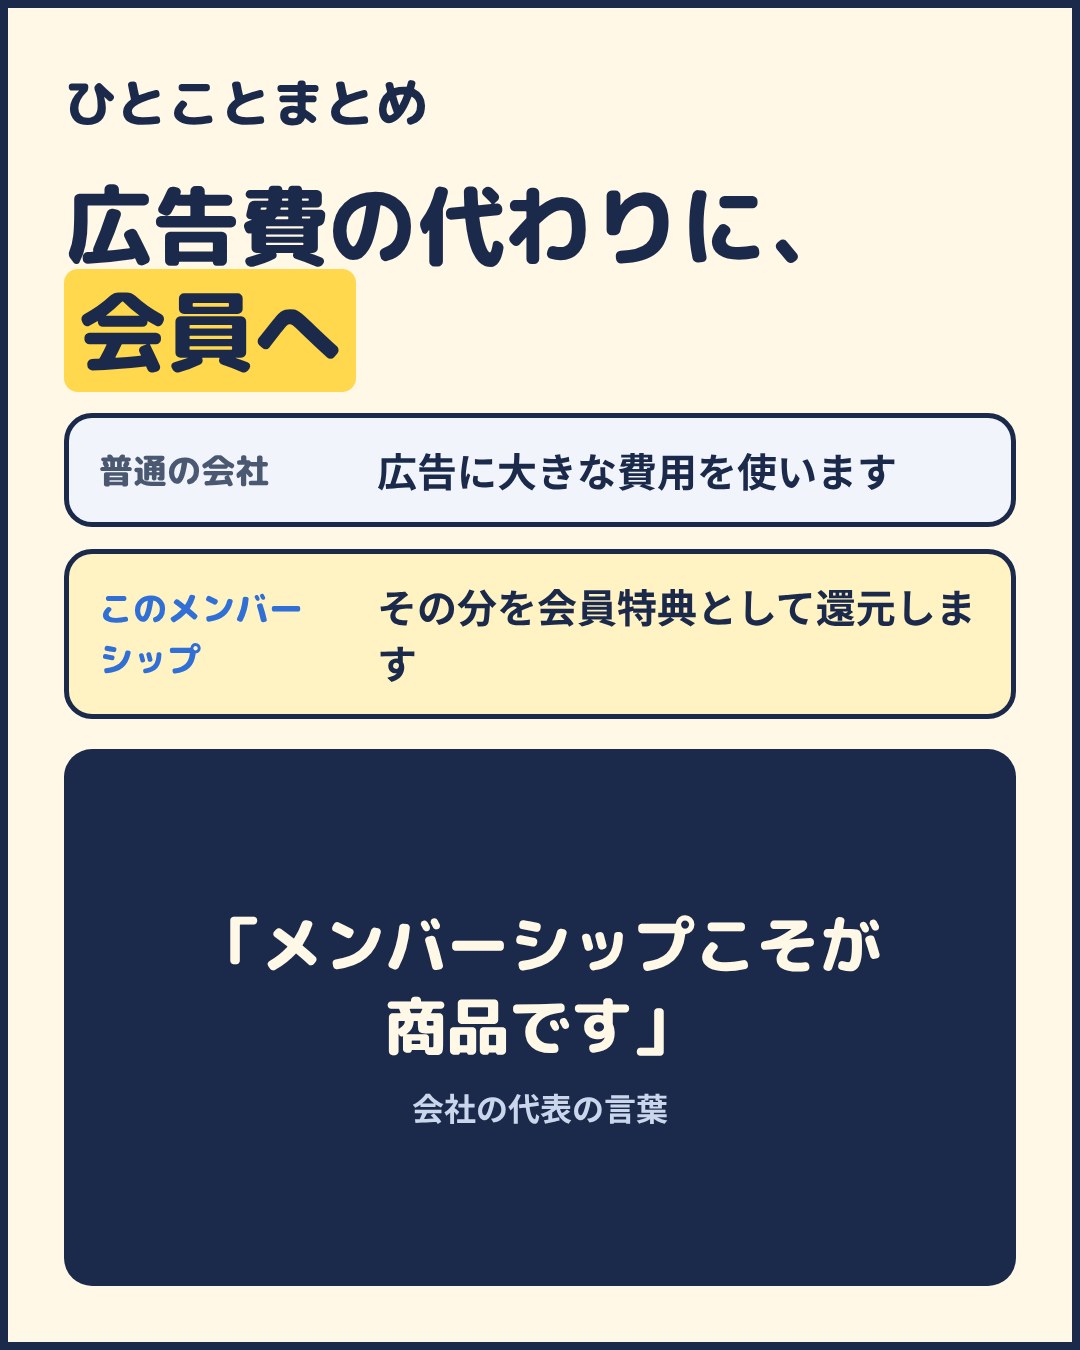 ひとことまとめ
広告費の代わりに、
会員へ
普通の会社
広告に大きな費用を使います
このメンバー
シップ
その分を会員特典として還元しま
す
「メンバーシップこそが
商品です」
会社の代表の言葉